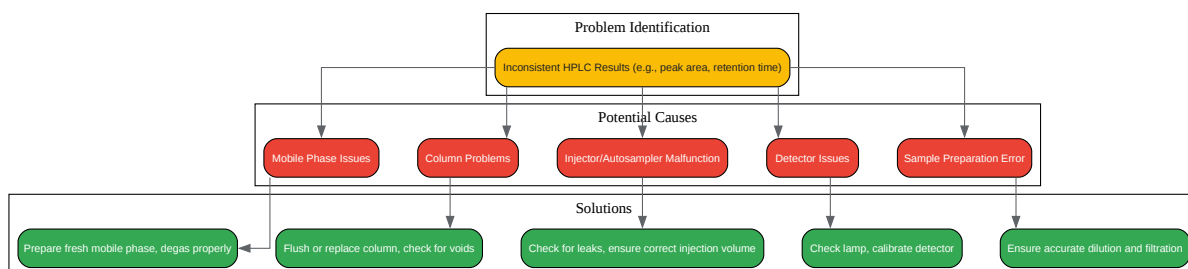 Problem Identification
Inconsistent HPLC Results (e.g., peak area, retention time)
Potential Causes
Mobile Phase Issues
Column Problems
Injector/Autosampler Malfunction
Detector Issues
Sample Preparation Error
Solutions
Prepare fresh mobile phase, degas properly
Flush or replace column, check for voids
Check for leaks, ensure correct injection volume
Check lamp, calibrate detector
Ensure accurate dilution and filtration